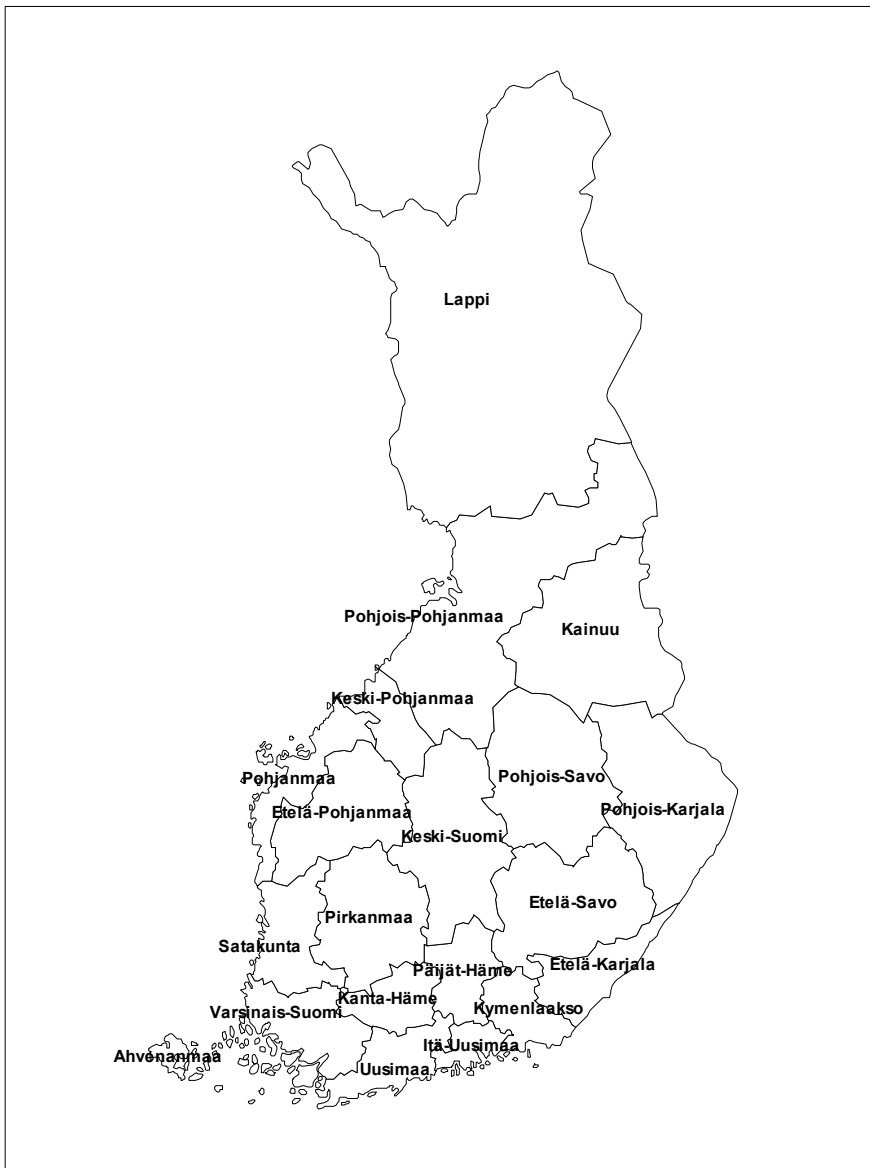 Lappi
Pohjois-Pohjanmaa
Kainuu
Keski-Pohjanmaa
Pohjanmaa
Pohjois-Savo
Etelä-Pohjanmaa
Pohjois-Karjala
Keski-Suomi
Etelä-Savo
Pirkanmaa
Satakunta
Etelä-Karjala
Päijät-Häme
Kanta-Häme
Kymenlaakso
Varsinais-Suomi
Itä-Uusimaa
Ahvenanmaa
Uusimaa